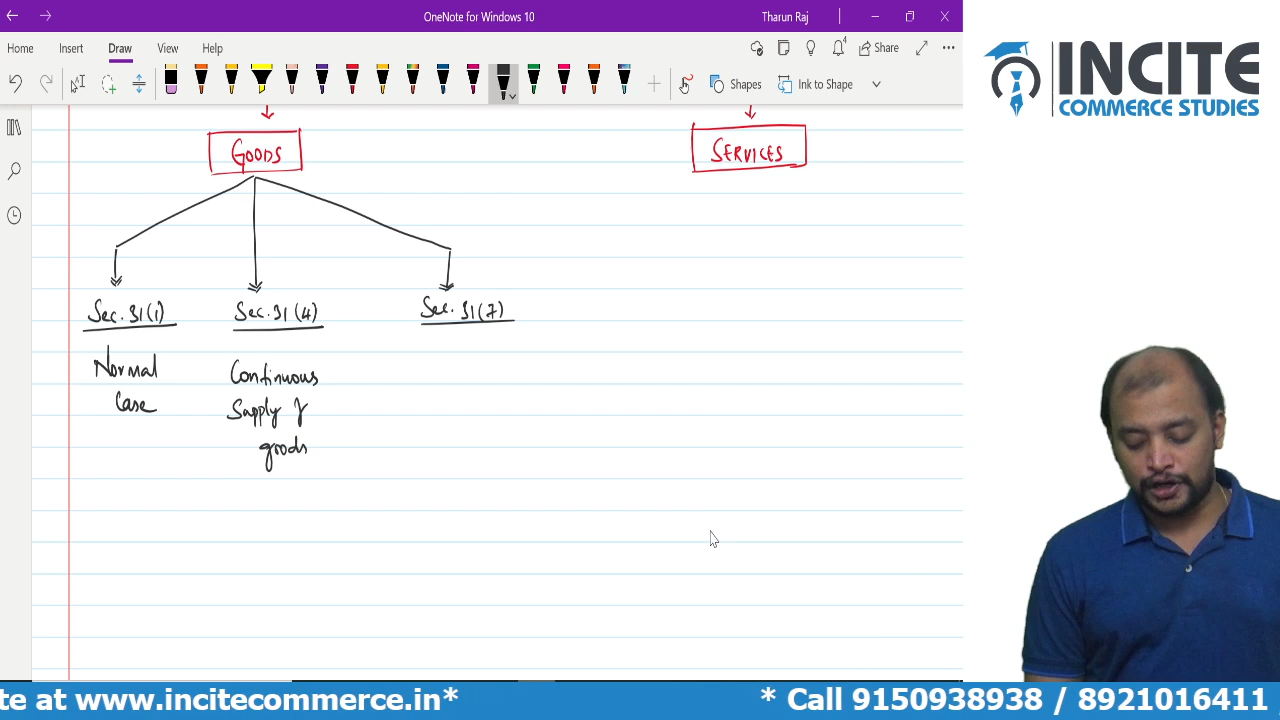 OneNote for Windows 10
Tharun Raj
Home Insert Draw View Help
4
Share
Shapes
Ink to Shape
INCITE
COMMERCE STUDIES
GOODS
SERVICES
Sec. 31(1)
Sec. 31(4)
Sec. 31(7)
Normal
Case
Continuous
Supply of
goods
te at www.incitecommerce.in*
* Call 9150938938 / 8921016411